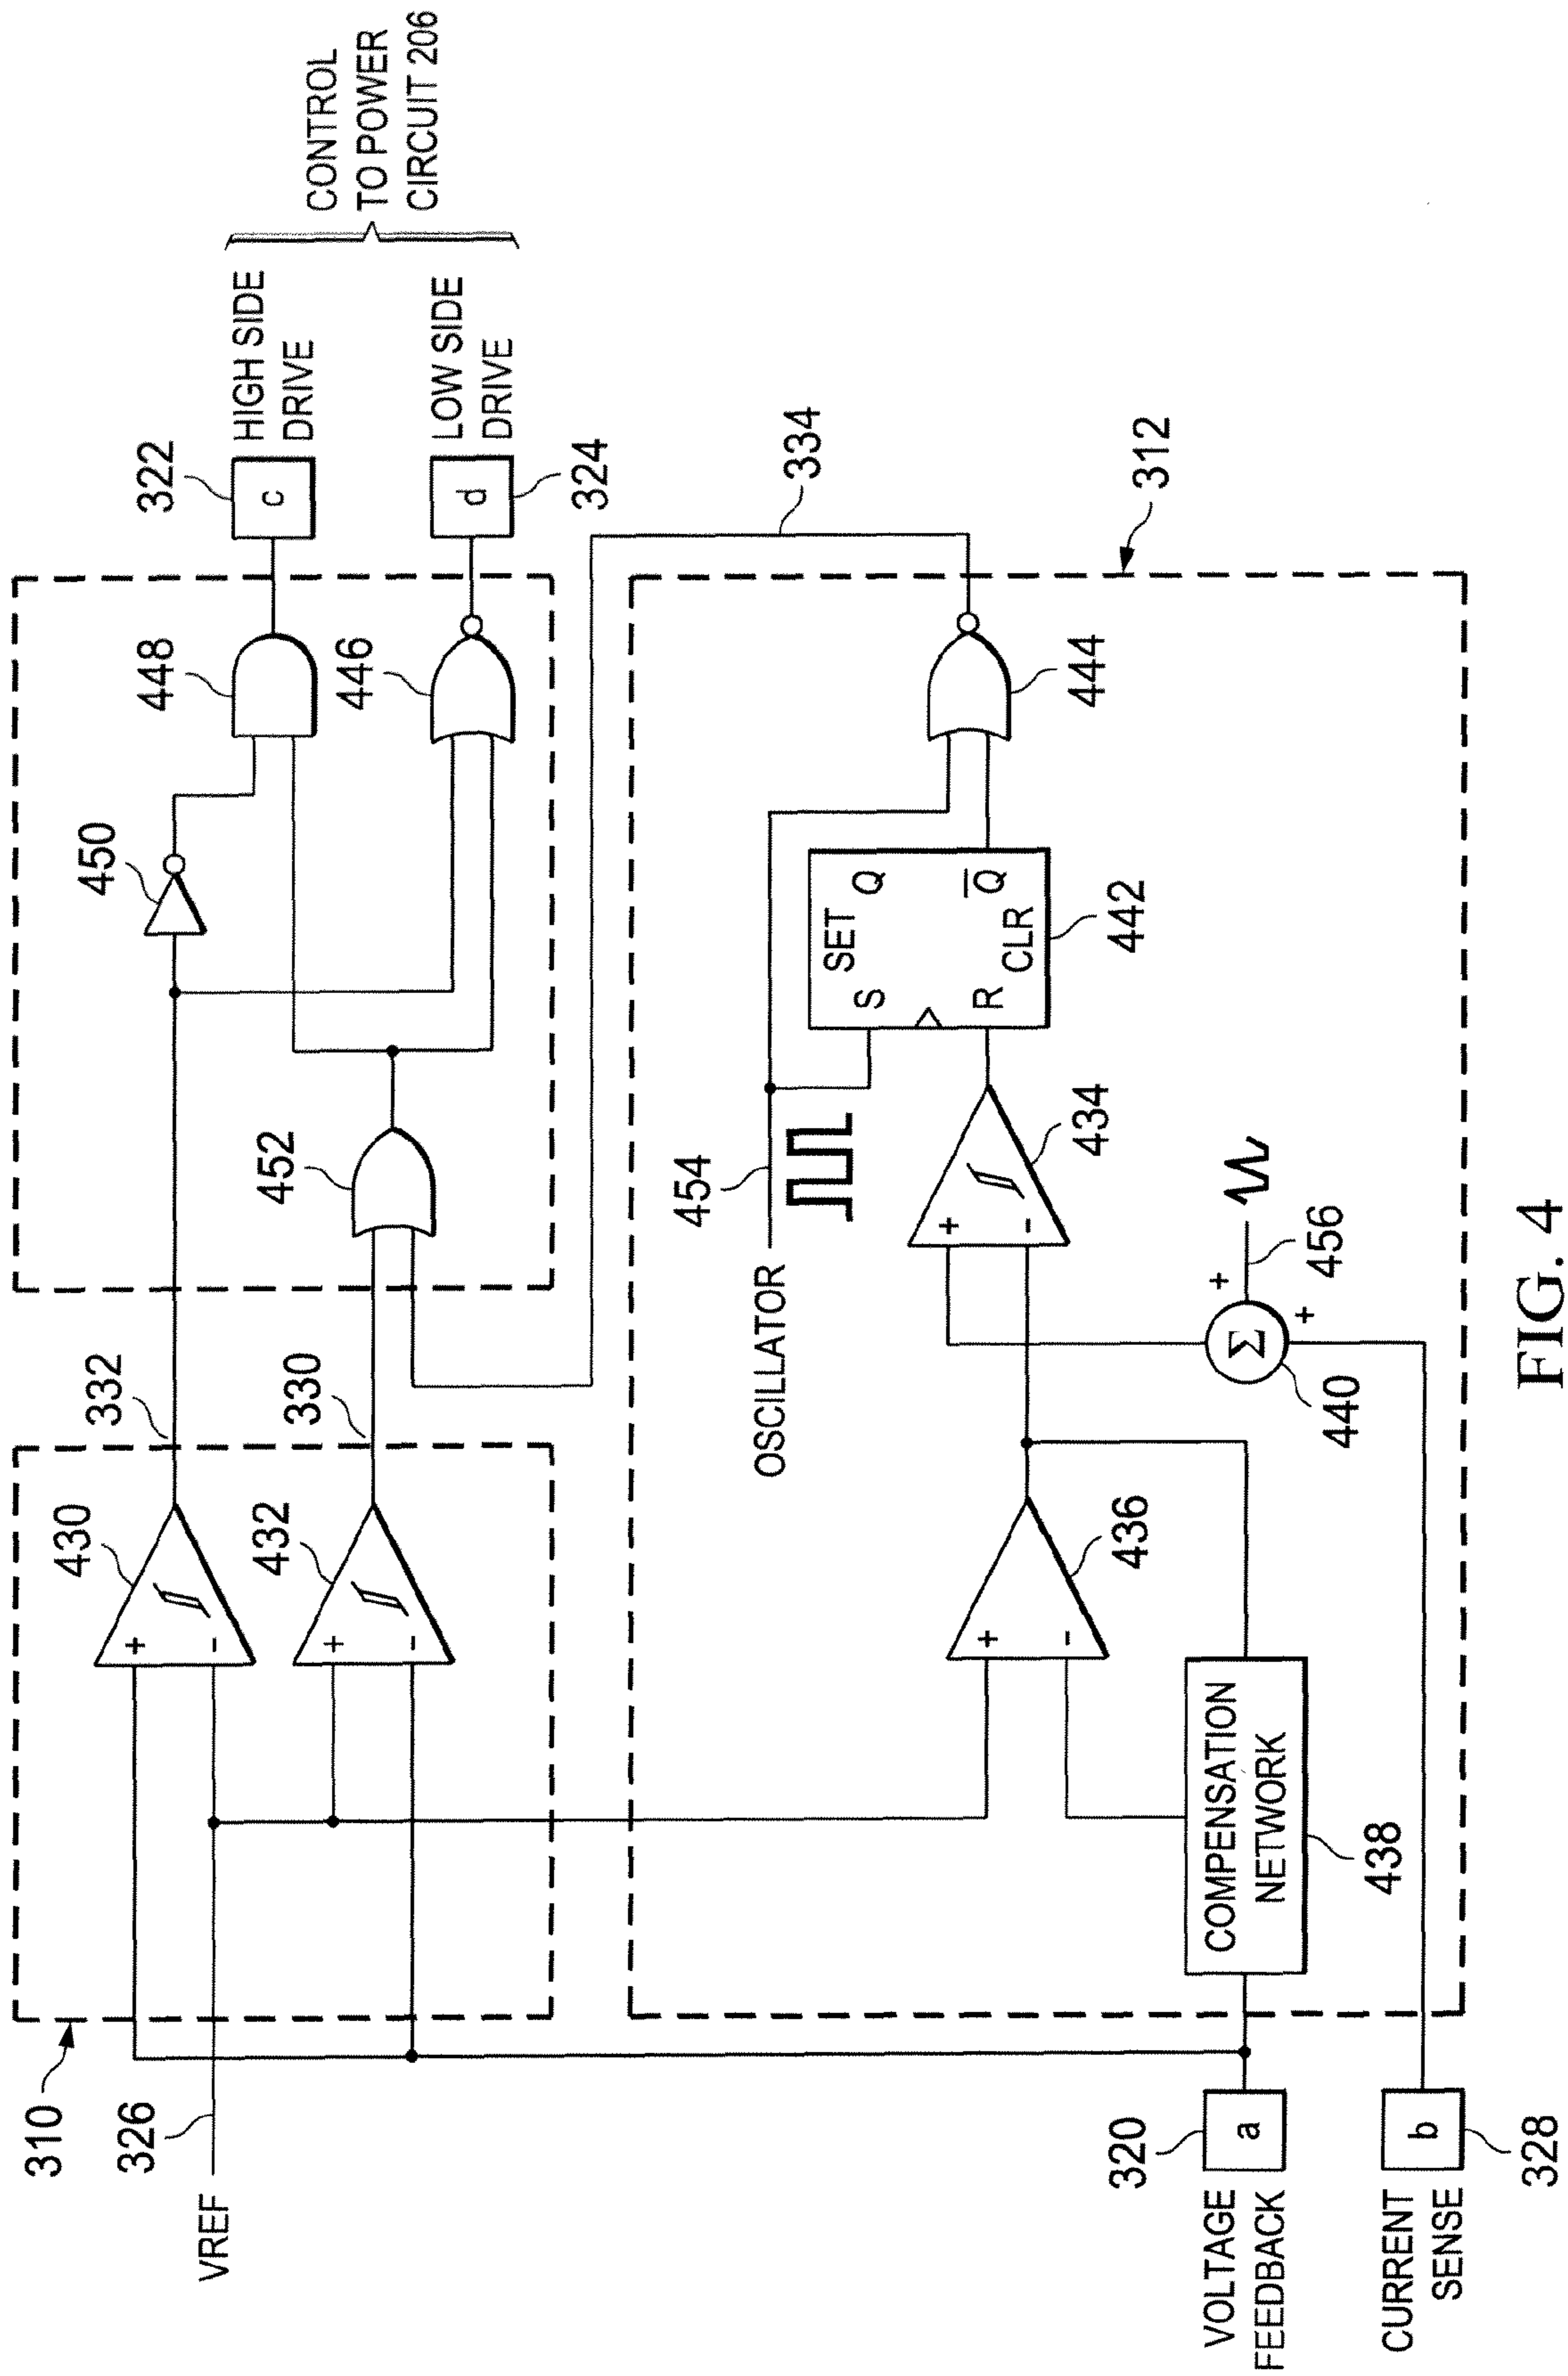 CONTROL
TO POWER
CIRCUIT 206
HIGH SIDE
DRIVE
LOW SIDE
DRIVE
322
c
324
d
334
312
448
446
450
452
444
SET
Q
S
Q̅
CLR
R
442
434
+
-
454
OSCILLATOR
456
+
+
Σ
440
332
330
430
+
-
432
+
-
436
+
-
COMPENSATION
NETWORK
438
310
326
VREF
320
a
VOLTAGE
FEEDBACK
b
328
CURRENT
SENSE
FIG. 4